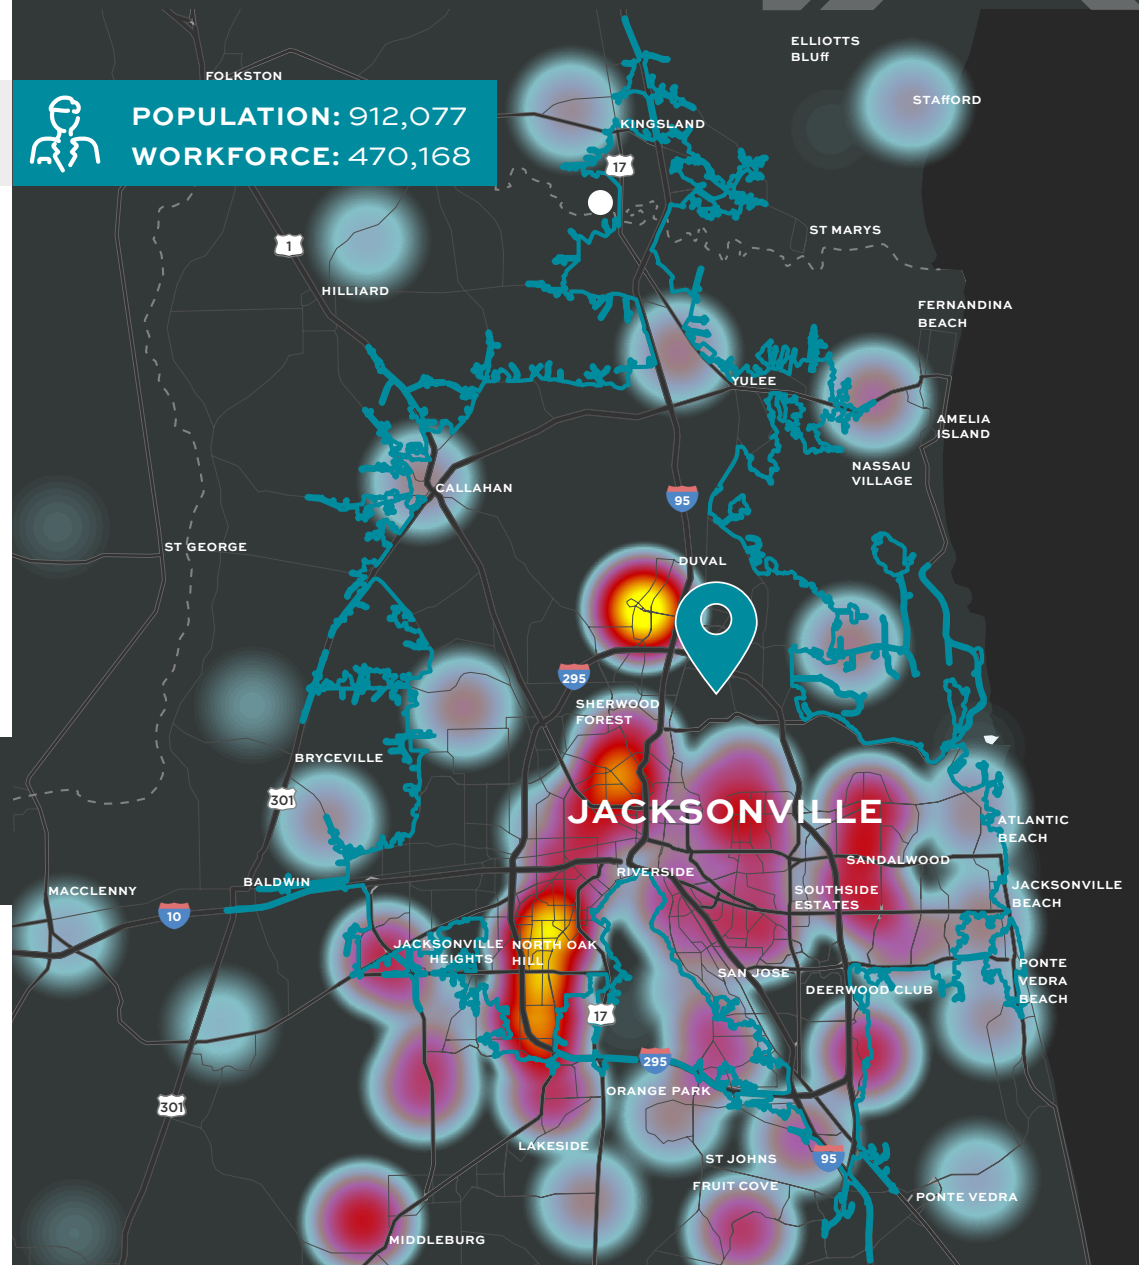 ELLIOTTS
BLUff
FOLKSTON
STAffORD
POPULATION: 912,077
WORKFORCE: 470,168
KINGSLAND
17
ST MARYS
1
HILLIARD
FERNANDINA
BEACH
YULEE
AMELIA
ISLAND
NASSAU
VILLAGE
CALLAHAN
95
ST GEORGE
DUVAL
295
SHERWOOD
FOREST
BRYCEVILLE
301
JACKSONVILLE
ATLANTIC
BEACH
SANDALWOOD
RIVERSIDE
BALDWIN
MACCLENNY
SOUTHSIDE
ESTATES
JACKSONVILLE
BEACH
10
JACKSONVILLE
HEIGHTS
NORTH OAK
HILL
SAN JOSE
DEERWOOD CLUB
PONTE
VEDRA
BEACH
17
295
ORANGE PARK
301
LAKESIDE
ST JOHNS
95
FRUIT COVE
PONTE VEDRA
MIDDLEBURG